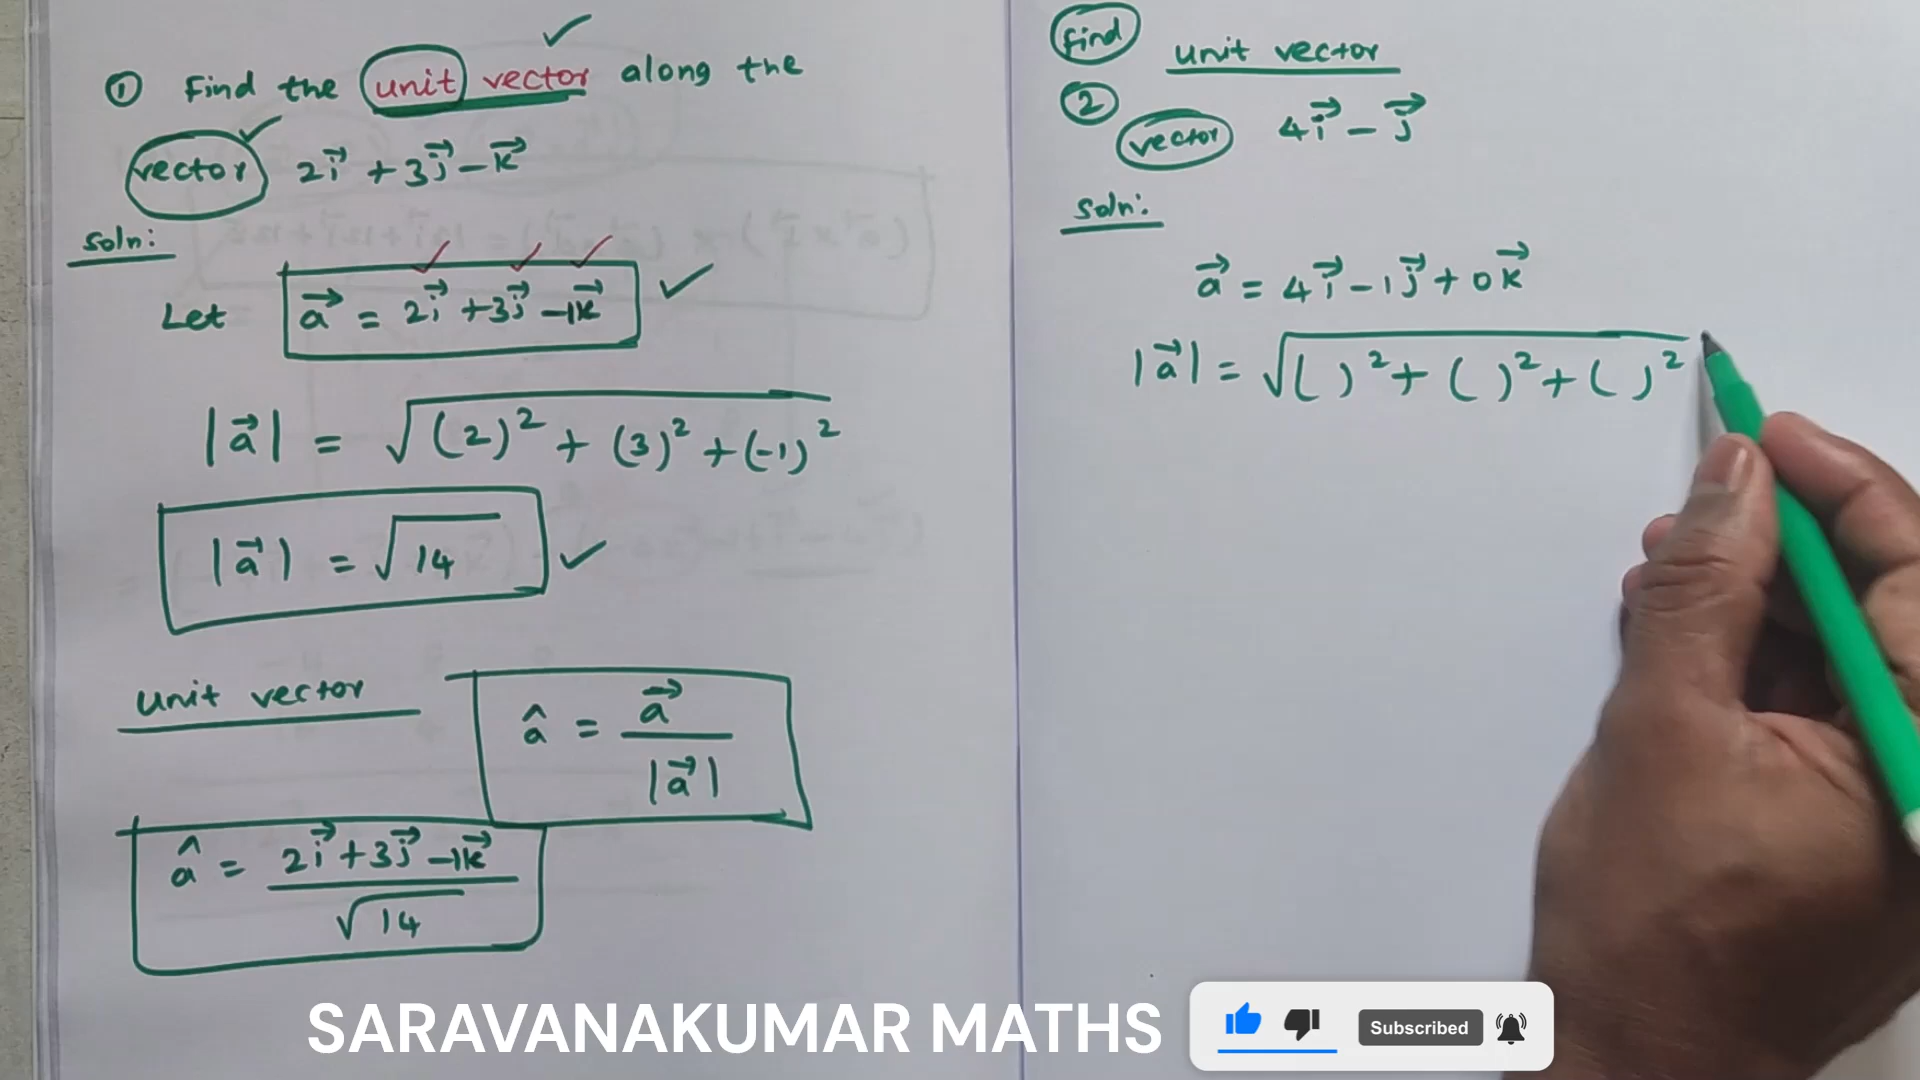 ① Find the unit vector along the
vector 2i⃗ + 3j⃗ - k⃗
Soln:
Let a⃗ = 2i⃗ + 3j⃗ - 1k⃗
|a⃗| = √(2)² + (3)² + (-1)²
|a⃗| = √14
unit vector
â = a⃗ / |a⃗|
â = 2i⃗ + 3j⃗ - 1k⃗ / √14
find unit vector
② vector 4i⃗ - j⃗
Soln:
a⃗ = 4i⃗ - 1j⃗ + 0k⃗
|a⃗| = √( )² + ( )² + ( )²
SARAVANAKUMAR MATHS
Subscribed